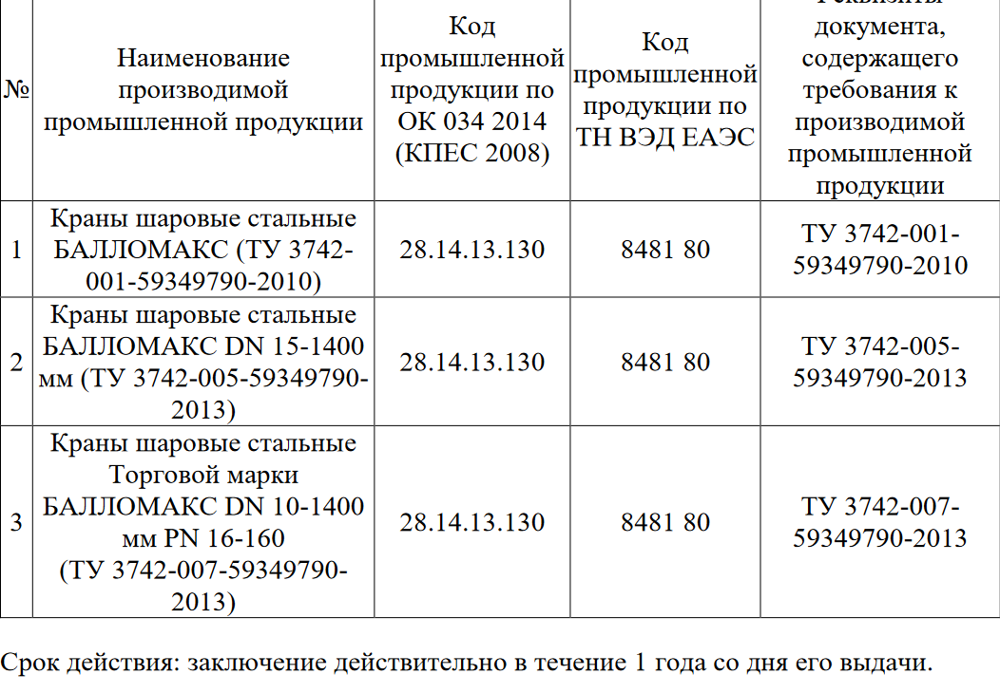 №
Наименование
производимой
промышленной продукции
Код
промышленной
продукции по
ОК 034 2014
(КПЕС 2008)
Код
промышленной
продукции по
ТН ВЭД ЕАЭС
Реквизиты
документа,
содержащего
требования к
производимой
промышленной
продукции
1
Краны шаровые стальные
БАЛЛОМАКС (ТУ 3742-
001-59349790-2010)
28.14.13.130
8481 80
ТУ 3742-001-
59349790-2010
2
Краны шаровые стальные
БАЛЛОМАКС DN 15-1400
мм (ТУ 3742-005-59349790-
2013)
28.14.13.130
8481 80
ТУ 3742-005-
59349790-2013
3
Краны шаровые стальные
Торговой марки
БАЛЛОМАКС DN 10-1400
мм PN 16-160
(ТУ 3742-007-59349790-
2013)
28.14.13.130
8481 80
ТУ 3742-007-
59349790-2013
Срок действия: заключение действительно в течение 1 года со дня его выдачи.